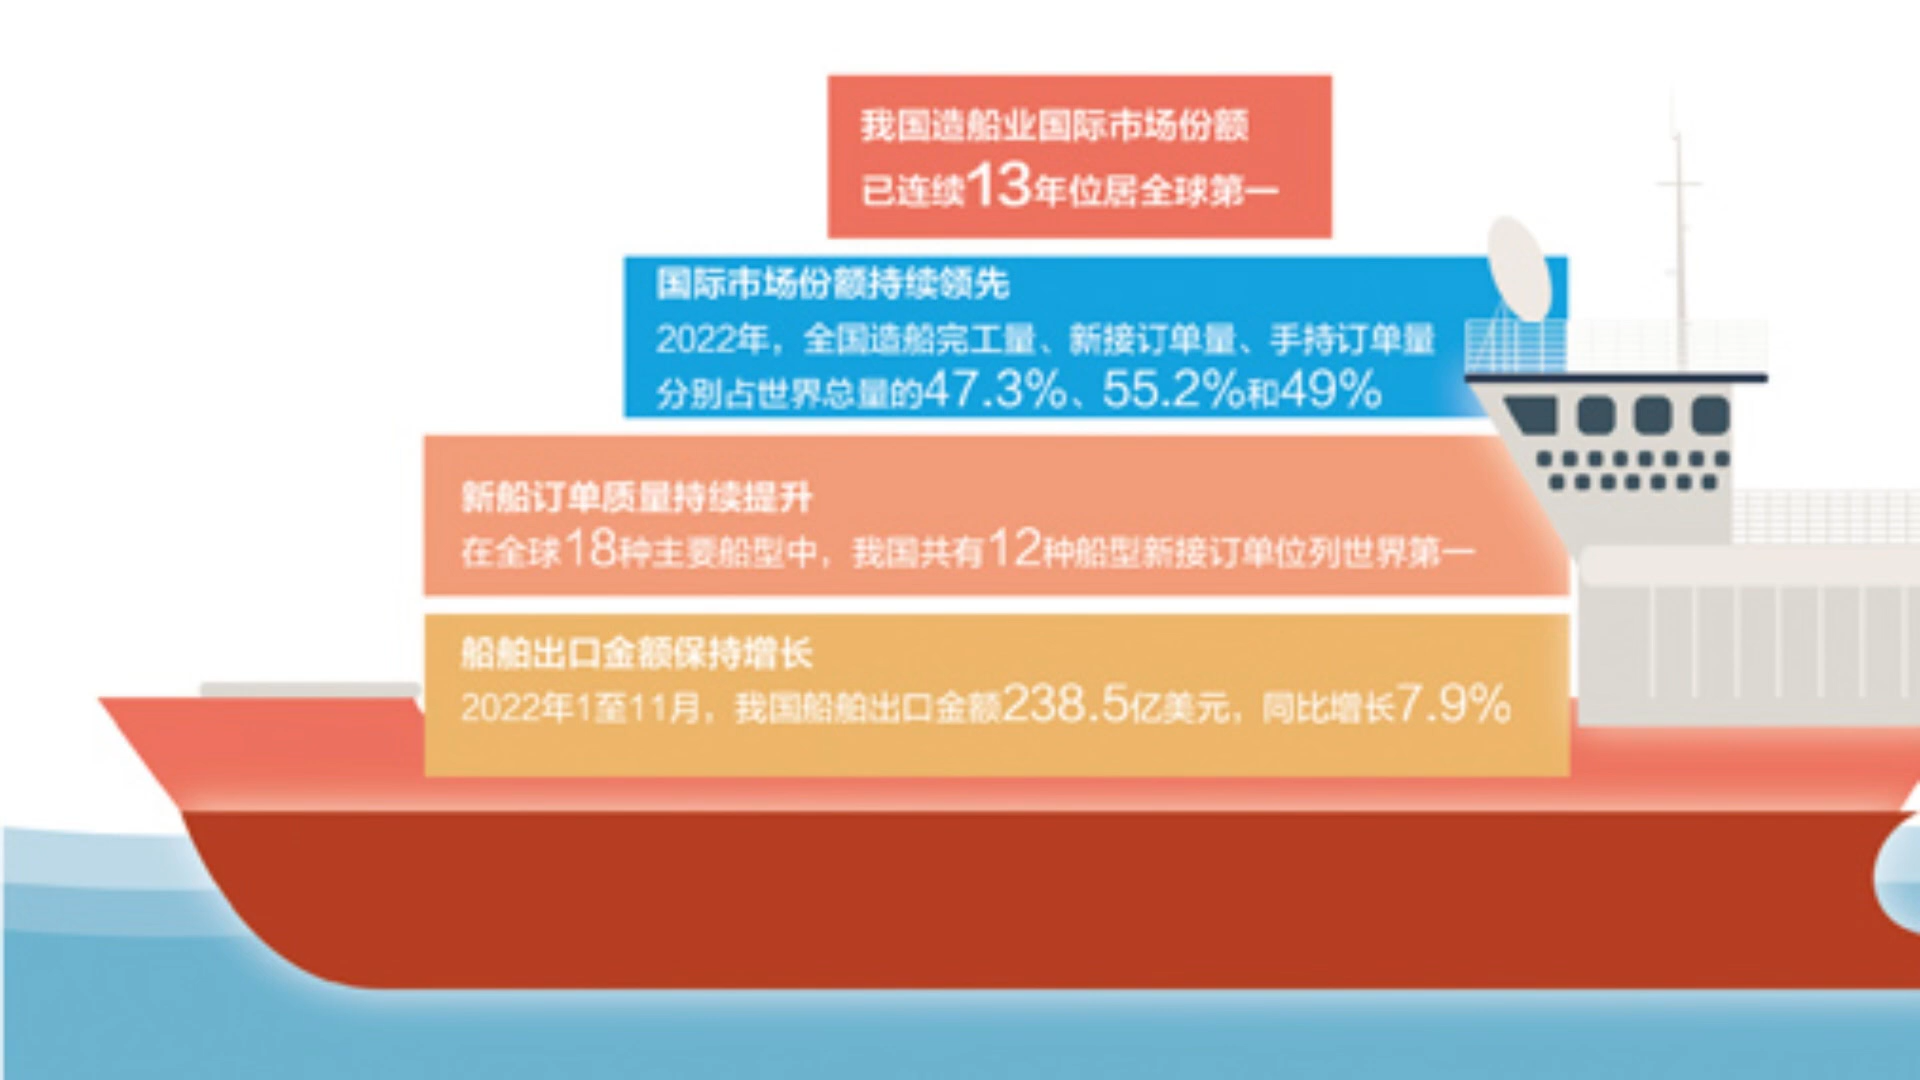 我国造船业国际市场份额
已连续13年位居全球第一
国际市场份额持续领先
2022年，全国造船完工量、新接订单量、手持订单量
分别占世界总量的47.3%、55.2%和49%
新船订单质量持续提升
在全球18种主要船型中，我国共有12种船型新接订单位列世界第一
船舶出口金额保持增长
2022年1至11月，我国船舶出口金额238.5亿美元，同比增长7.9%